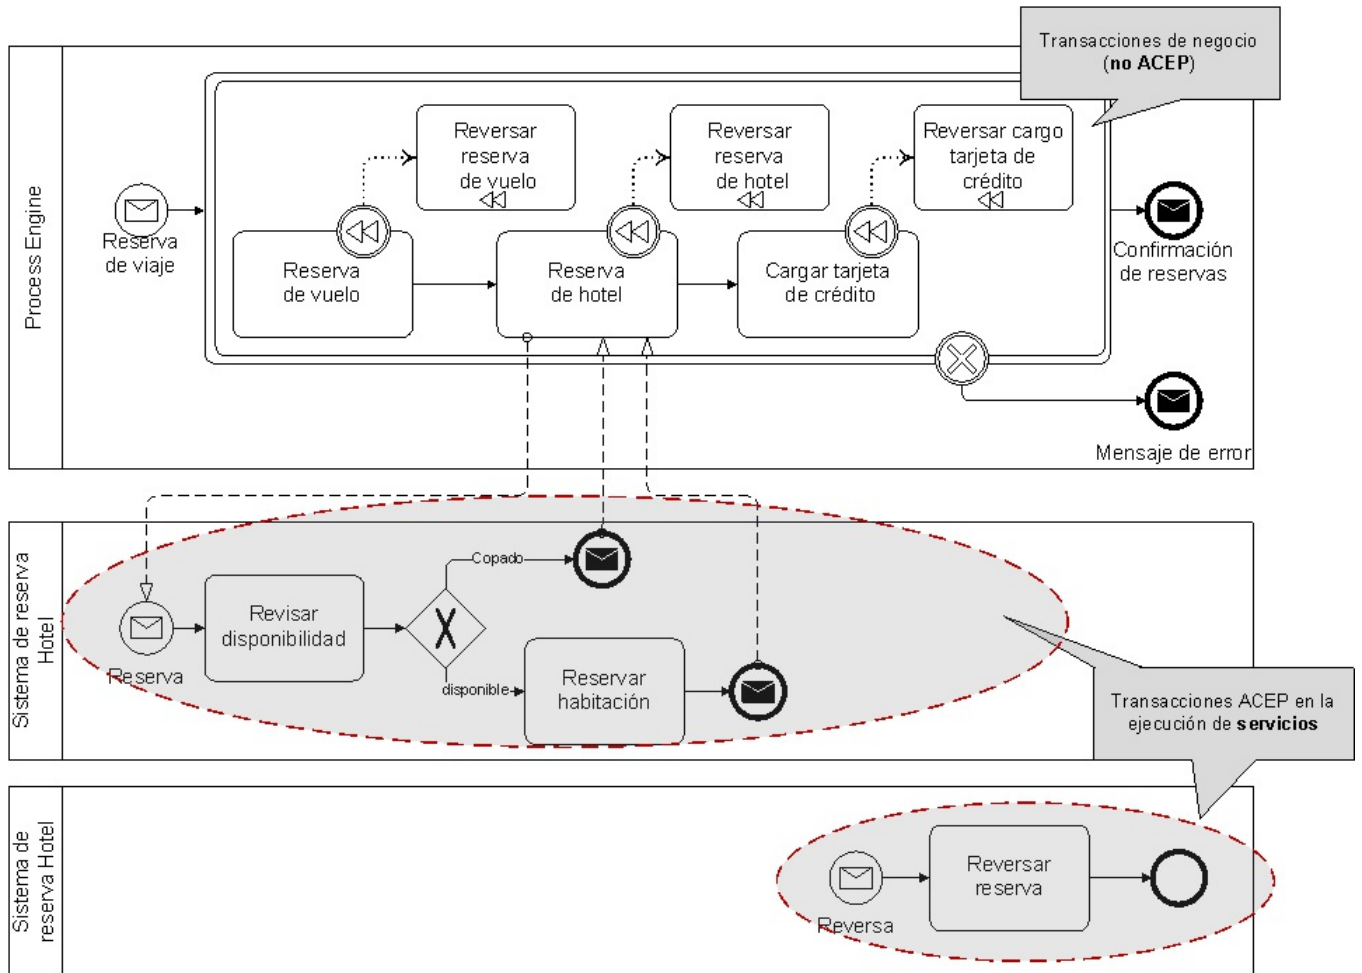 Transacciones de negocio
(no ACEP)
Process Engine
Reserva
de viaje
Reversar
reserva
de vuelo
Reversar
reserva
de hotel
Reversar cargo
tarjeta de
crédito
Reserva
de vuelo
Reserva
de hotel
Cargar tarjeta
de crédito
Confirmación
de reservas
Mensaje de error
Sistema de reserva
Hotel
Reserva
Revisar
disponibilidad
Copado
disponible
Reservar
habitación
Transacciones ACEP en la
ejecución de servicios
Sistema de
reserva Hotel
Reversa
Reversar
reserva